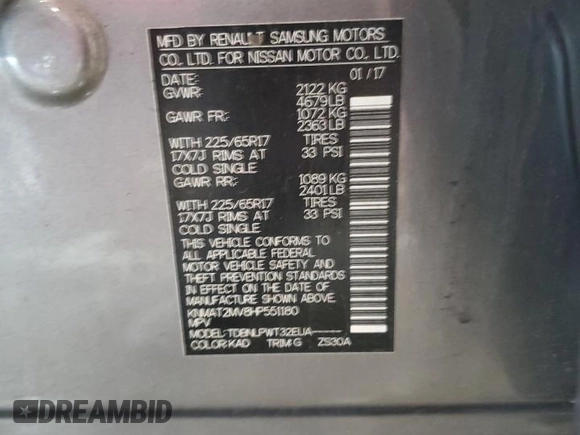 MFD BY RENAULT SAMSUNG MOTORS
CO. LTD. FOR NISSAN MOTOR CO. LTD.
DATE: 01/17
GVWR: 2122 KG
4679 LB
GAWR FR: 1072 KG
2363 LB
WITH 225/65R17 TIRES
17X7J RIMS AT 33 PSI
COLD SINGLE
GAWR RR: 1089 KG
2401 LB
WITH 225/65R17 TIRES
17X7J RIMS AT 33 PSI
COLD SINGLE
THIS VEHICLE CONFORMS TO
ALL APPLICABLE FEDERAL
MOTOR VEHICLE SAFETY AND
THEFT PREVENTION STANDARDS
IN EFFECT ON THE DATE OF
MANUFACTURE SHOWN ABOVE.
KNMAT2MV8HP551180
MPV
MODEL: TDBNLPWT32EUA-----
COLOR:KAD TRIM:G ZS30A
DREAMBID